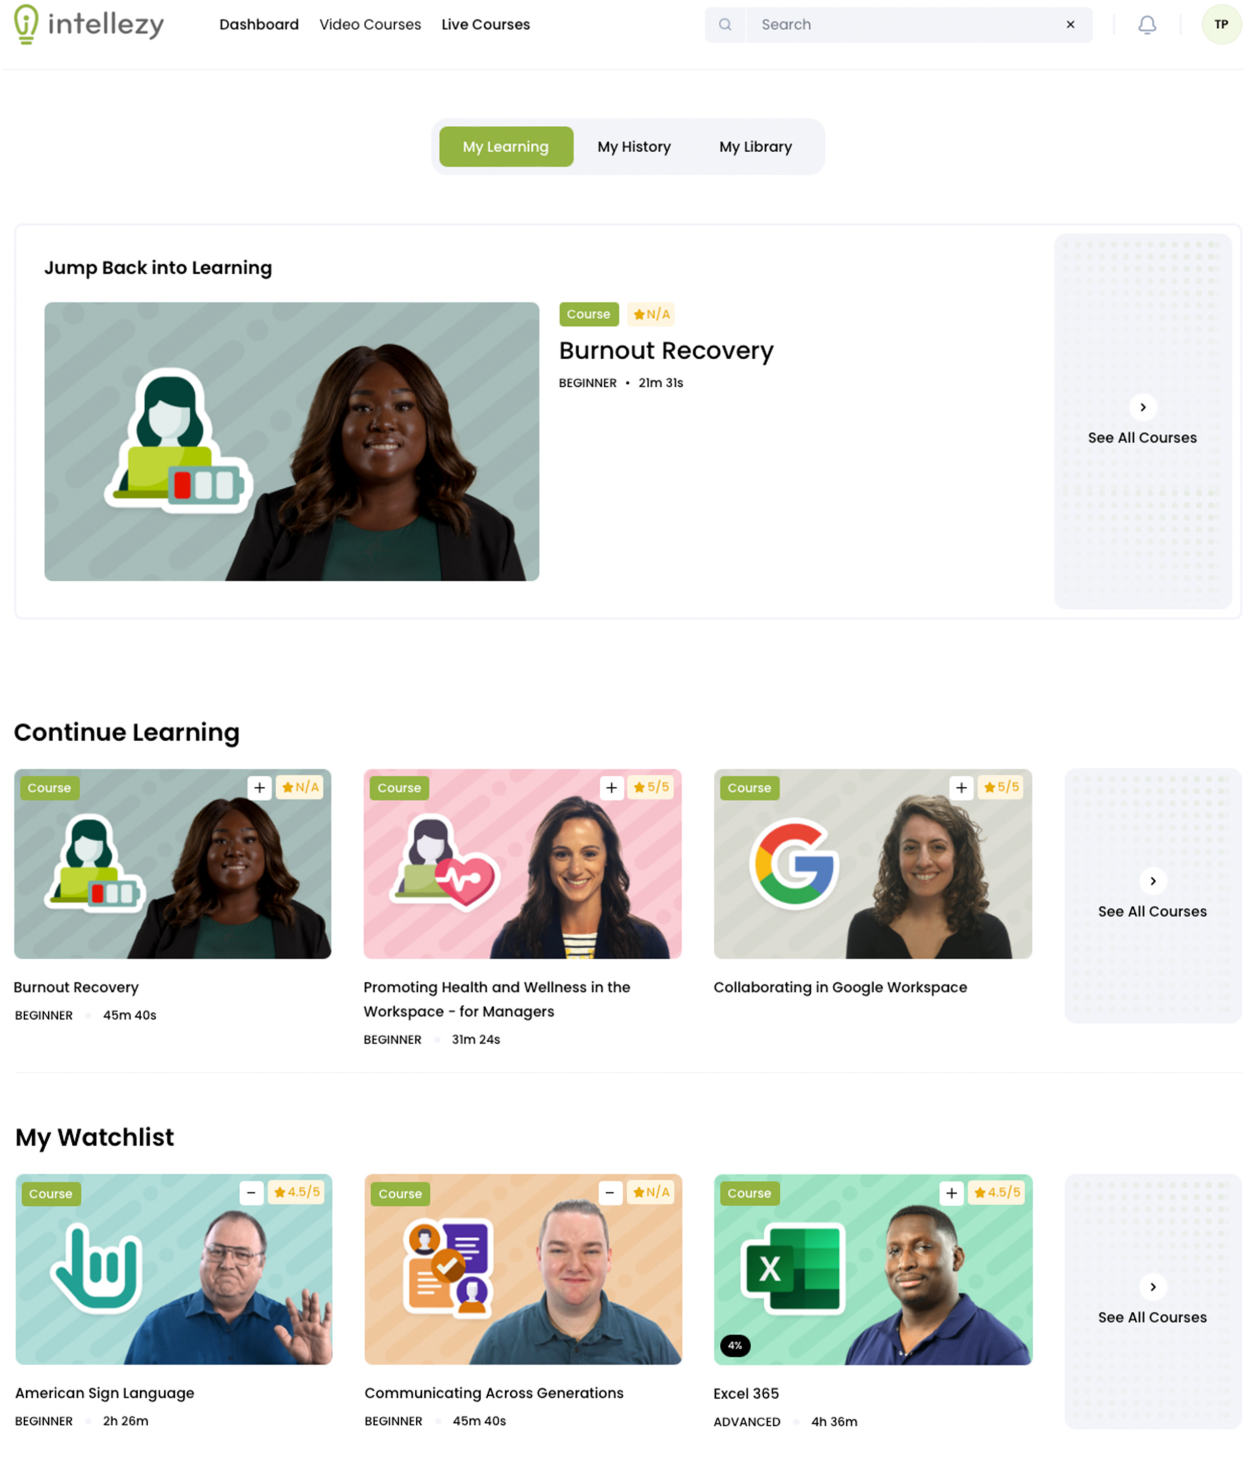 intellezy Dashboard Video Courses Live Courses Search TP
My Learning My History My Library
Jump Back into Learning
Course N/A
Burnout Recovery
BEGINNER • 21m 31s
See All Courses
Continue Learning
Course N/A
Burnout Recovery
BEGINNER 45m 40s
Course 5/5
Promoting Health and Wellness in the
Workspace - for Managers
BEGINNER 31m 24s
Course 5/5
Collaborating in Google Workspace
See All Courses
My Watchlist
Course 4.5/5
American Sign Language
BEGINNER 2h 26m
Course N/A
Communicating Across Generations
BEGINNER 45m 40s
Course 4.5/5
X
4%
Excel 365
ADVANCED 4h 36m
See All Courses